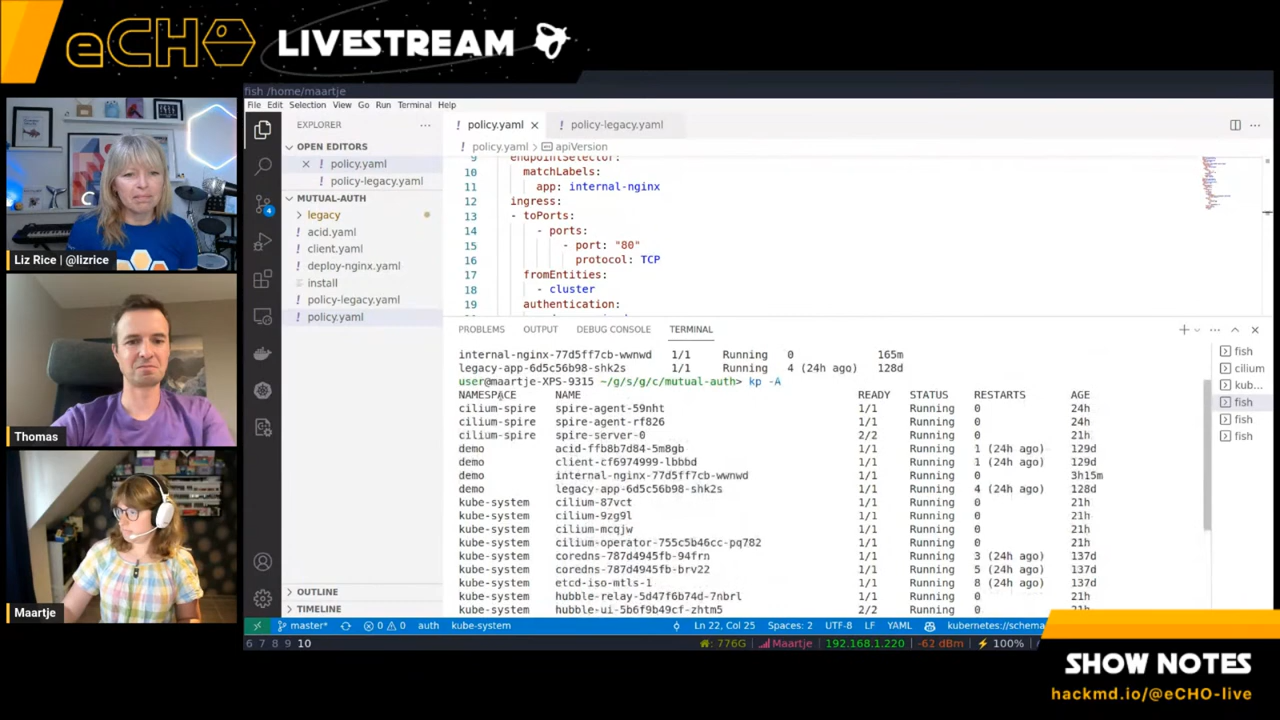 eCHO LIVESTREAM
fish /home/maartje
File Edit Selection View Go Run Terminal Help
EXPLORER
OPEN EDITORS
policy.yaml
policy-legacy.yaml
MUTUAL-AUTH
legacy
acid.yaml
client.yaml
deploy-nginx.yaml
install
policy-legacy.yaml
policy.yaml
OUTLINE
TIMELINE
policy.yaml policy-legacy.yaml
policy.yaml > apiVersion
9 endpointSelector:
10 matchLabels:
11 app: internal-nginx
12 ingress:
13 - toPorts:
14 - ports:
15 - port: "80"
16 protocol: TCP
17 fromEntities:
18 - cluster
19 authentication:
PROBLEMS OUTPUT DEBUG CONSOLE TERMINAL
internal-nginx-77d5ff7cb-wwnwd 1/1 Running 0 165m
legacy-app-6d5c56b98-shk2s 1/1 Running 4 (24h ago) 128d
user@maartje-XPS-9315 ~/g/s/g/c/mutual-auth> kp -A
NAMESPACE NAME READY STATUS RESTARTS AGE
cilium-spire spire-agent-59nht 1/1 Running 0 24h
cilium-spire spire-agent-rf826 1/1 Running 0 24h
cilium-spire spire-server-0 2/2 Running 0 21h
demo acid-ffb8b7d84-5m8gb 1/1 Running 1 (24h ago) 129d
demo client-cf6974999-lbbbd 1/1 Running 1 (24h ago) 129d
demo internal-nginx-77d5ff7cb-wwnwd 1/1 Running 0 3h15m
demo legacy-app-6d5c56b98-shk2s 1/1 Running 4 (24h ago) 128d
kube-system cilium-87vct 1/1 Running 0 21h
kube-system cilium-9zg9l 1/1 Running 0 21h
kube-system cilium-mcqjw 1/1 Running 0 21h
kube-system cilium-operator-755c5b46cc-pq782 1/1 Running 0 21h
kube-system coredns-787d4945fb-94frn 1/1 Running 3 (24h ago) 137d
kube-system coredns-787d4945fb-brv22 1/1 Running 5 (24h ago) 137d
kube-system etcd-iso-mtls-1 1/1 Running 8 (24h ago) 137d
kube-system hubble-relay-5d47f6b74d-7nbrl 1/1 Running 0 21h
kube-system hubble-ui-5b6f9b49cf-zhtm5 2/2 Running 0 21h
fish
cilium
kub...
fish
fish
fish
master* 0 0 auth kube-system Ln 22, Col 25 Spaces: 2 UTF-8 LF YAML kubernetes://schema
6 7 8 9 10 : 776G Maartje 192.168.1.220 -62 dBm 100%
Liz Rice | @lizrice
Thomas
Maartje
SHOW NOTES
hackmd.io/@eCHO-live